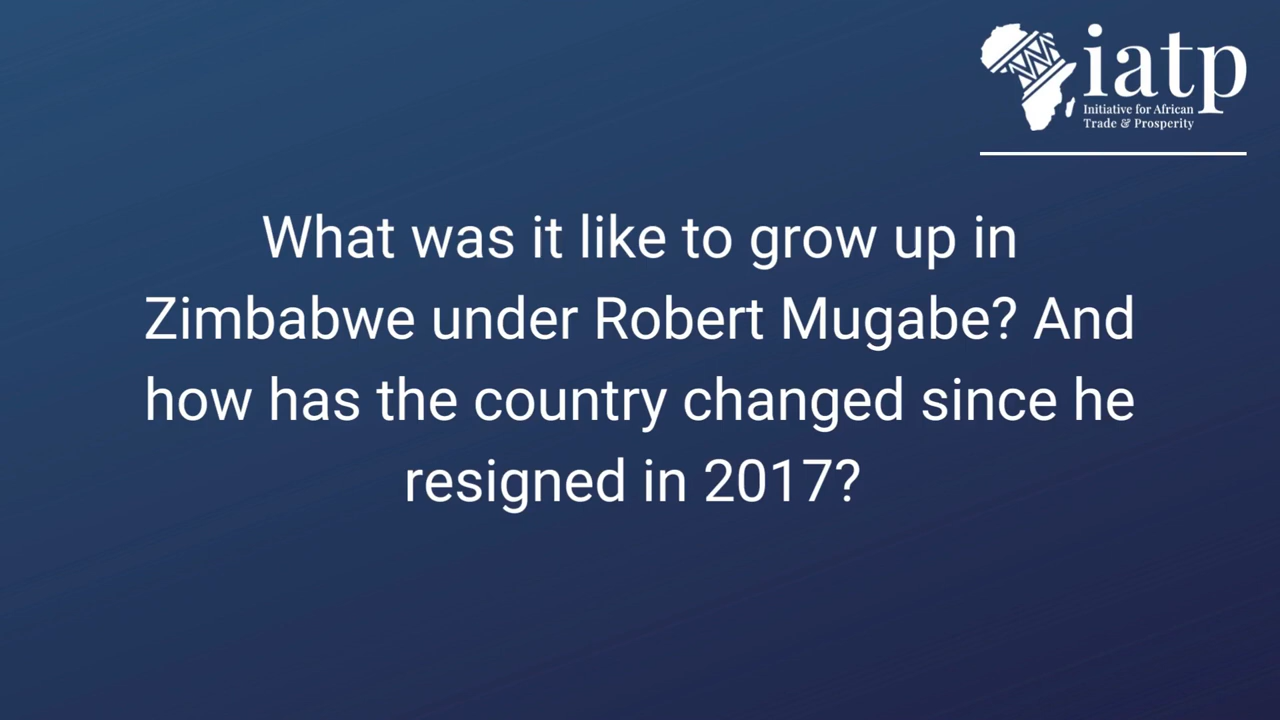 iatp
Initiative for African
Trade & Prosperity
What was it like to grow up in
Zimbabwe under Robert Mugabe? And
how has the country changed since he
resigned in 2017?